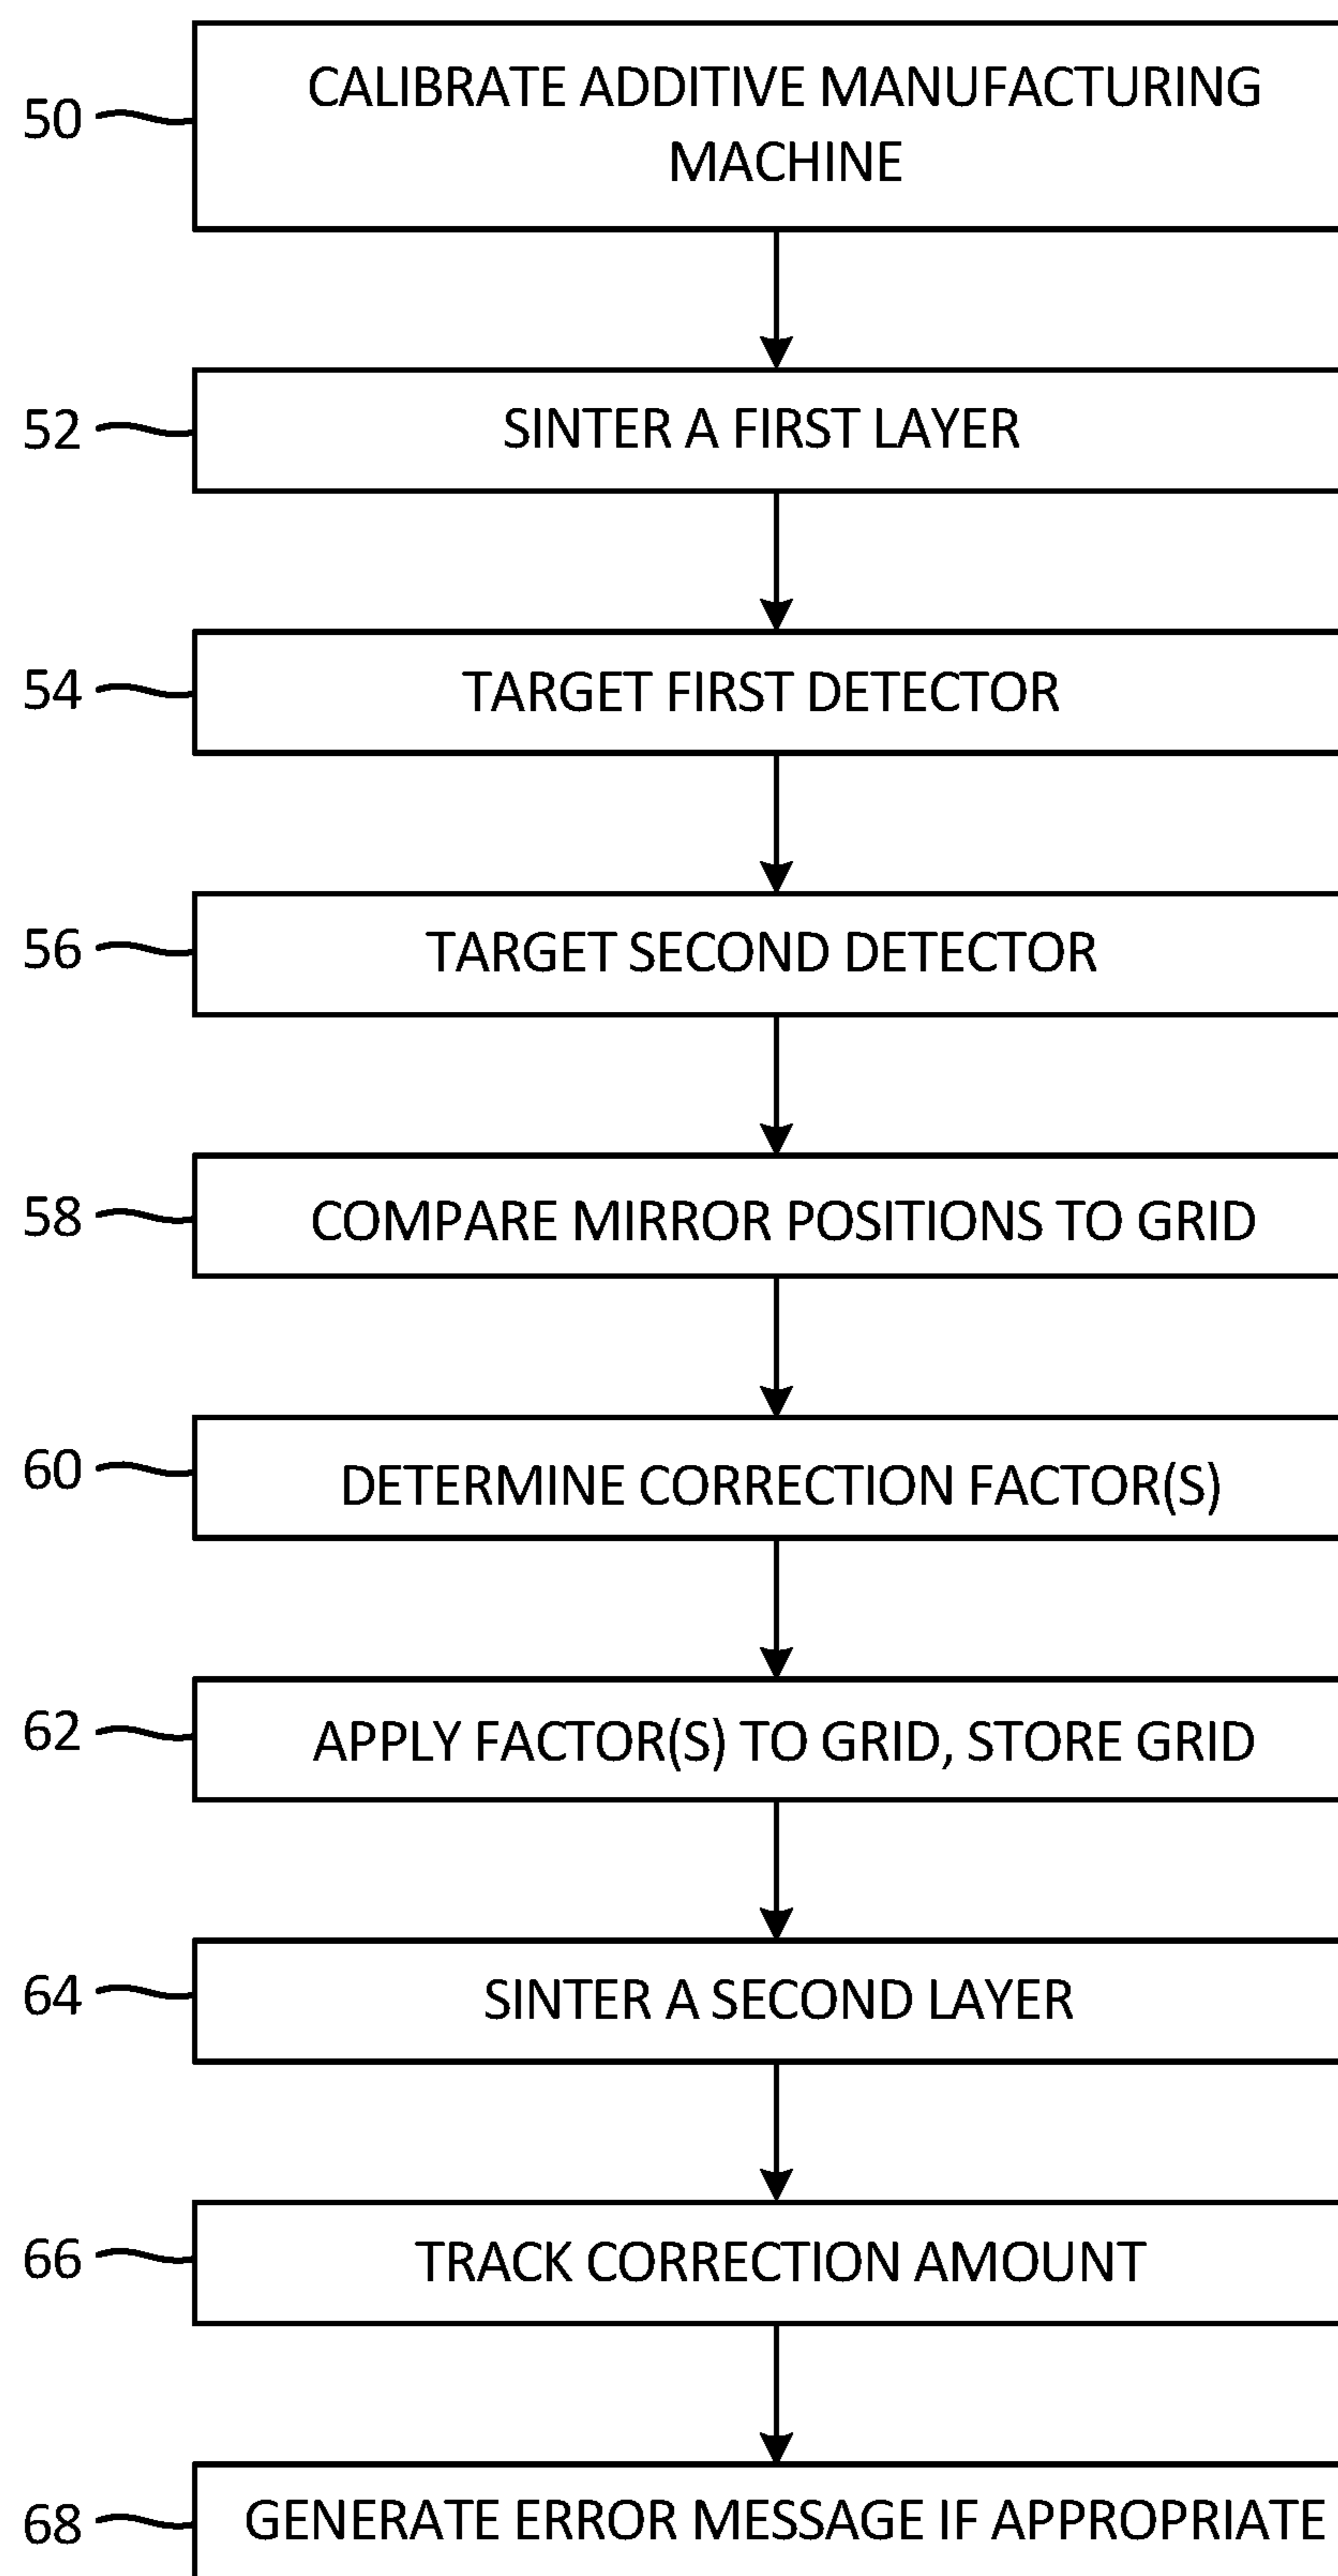 50
CALIBRATE ADDITIVE MANUFACTURING
MACHINE
52
SINTER A FIRST LAYER
54
TARGET FIRST DETECTOR
56
TARGET SECOND DETECTOR
58
COMPARE MIRROR POSITIONS TO GRID
60
DETERMINE CORRECTION FACTOR(S)
62
APPLY FACTOR(S) TO GRID, STORE GRID
64
SINTER A SECOND LAYER
66
TRACK CORRECTION AMOUNT
68
GENERATE ERROR MESSAGE IF APPROPRIATE